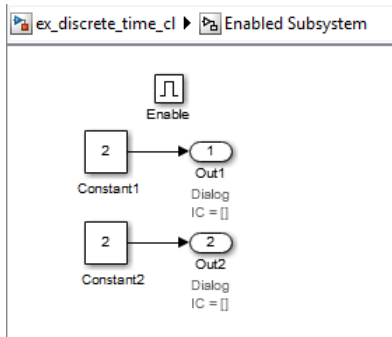 ex_discrete_time_cl Enabled Subsystem
Enable
2
1
Constant1
Out1
Dialog
IC = []
2
2
Constant2
Out2
Dialog
IC = []